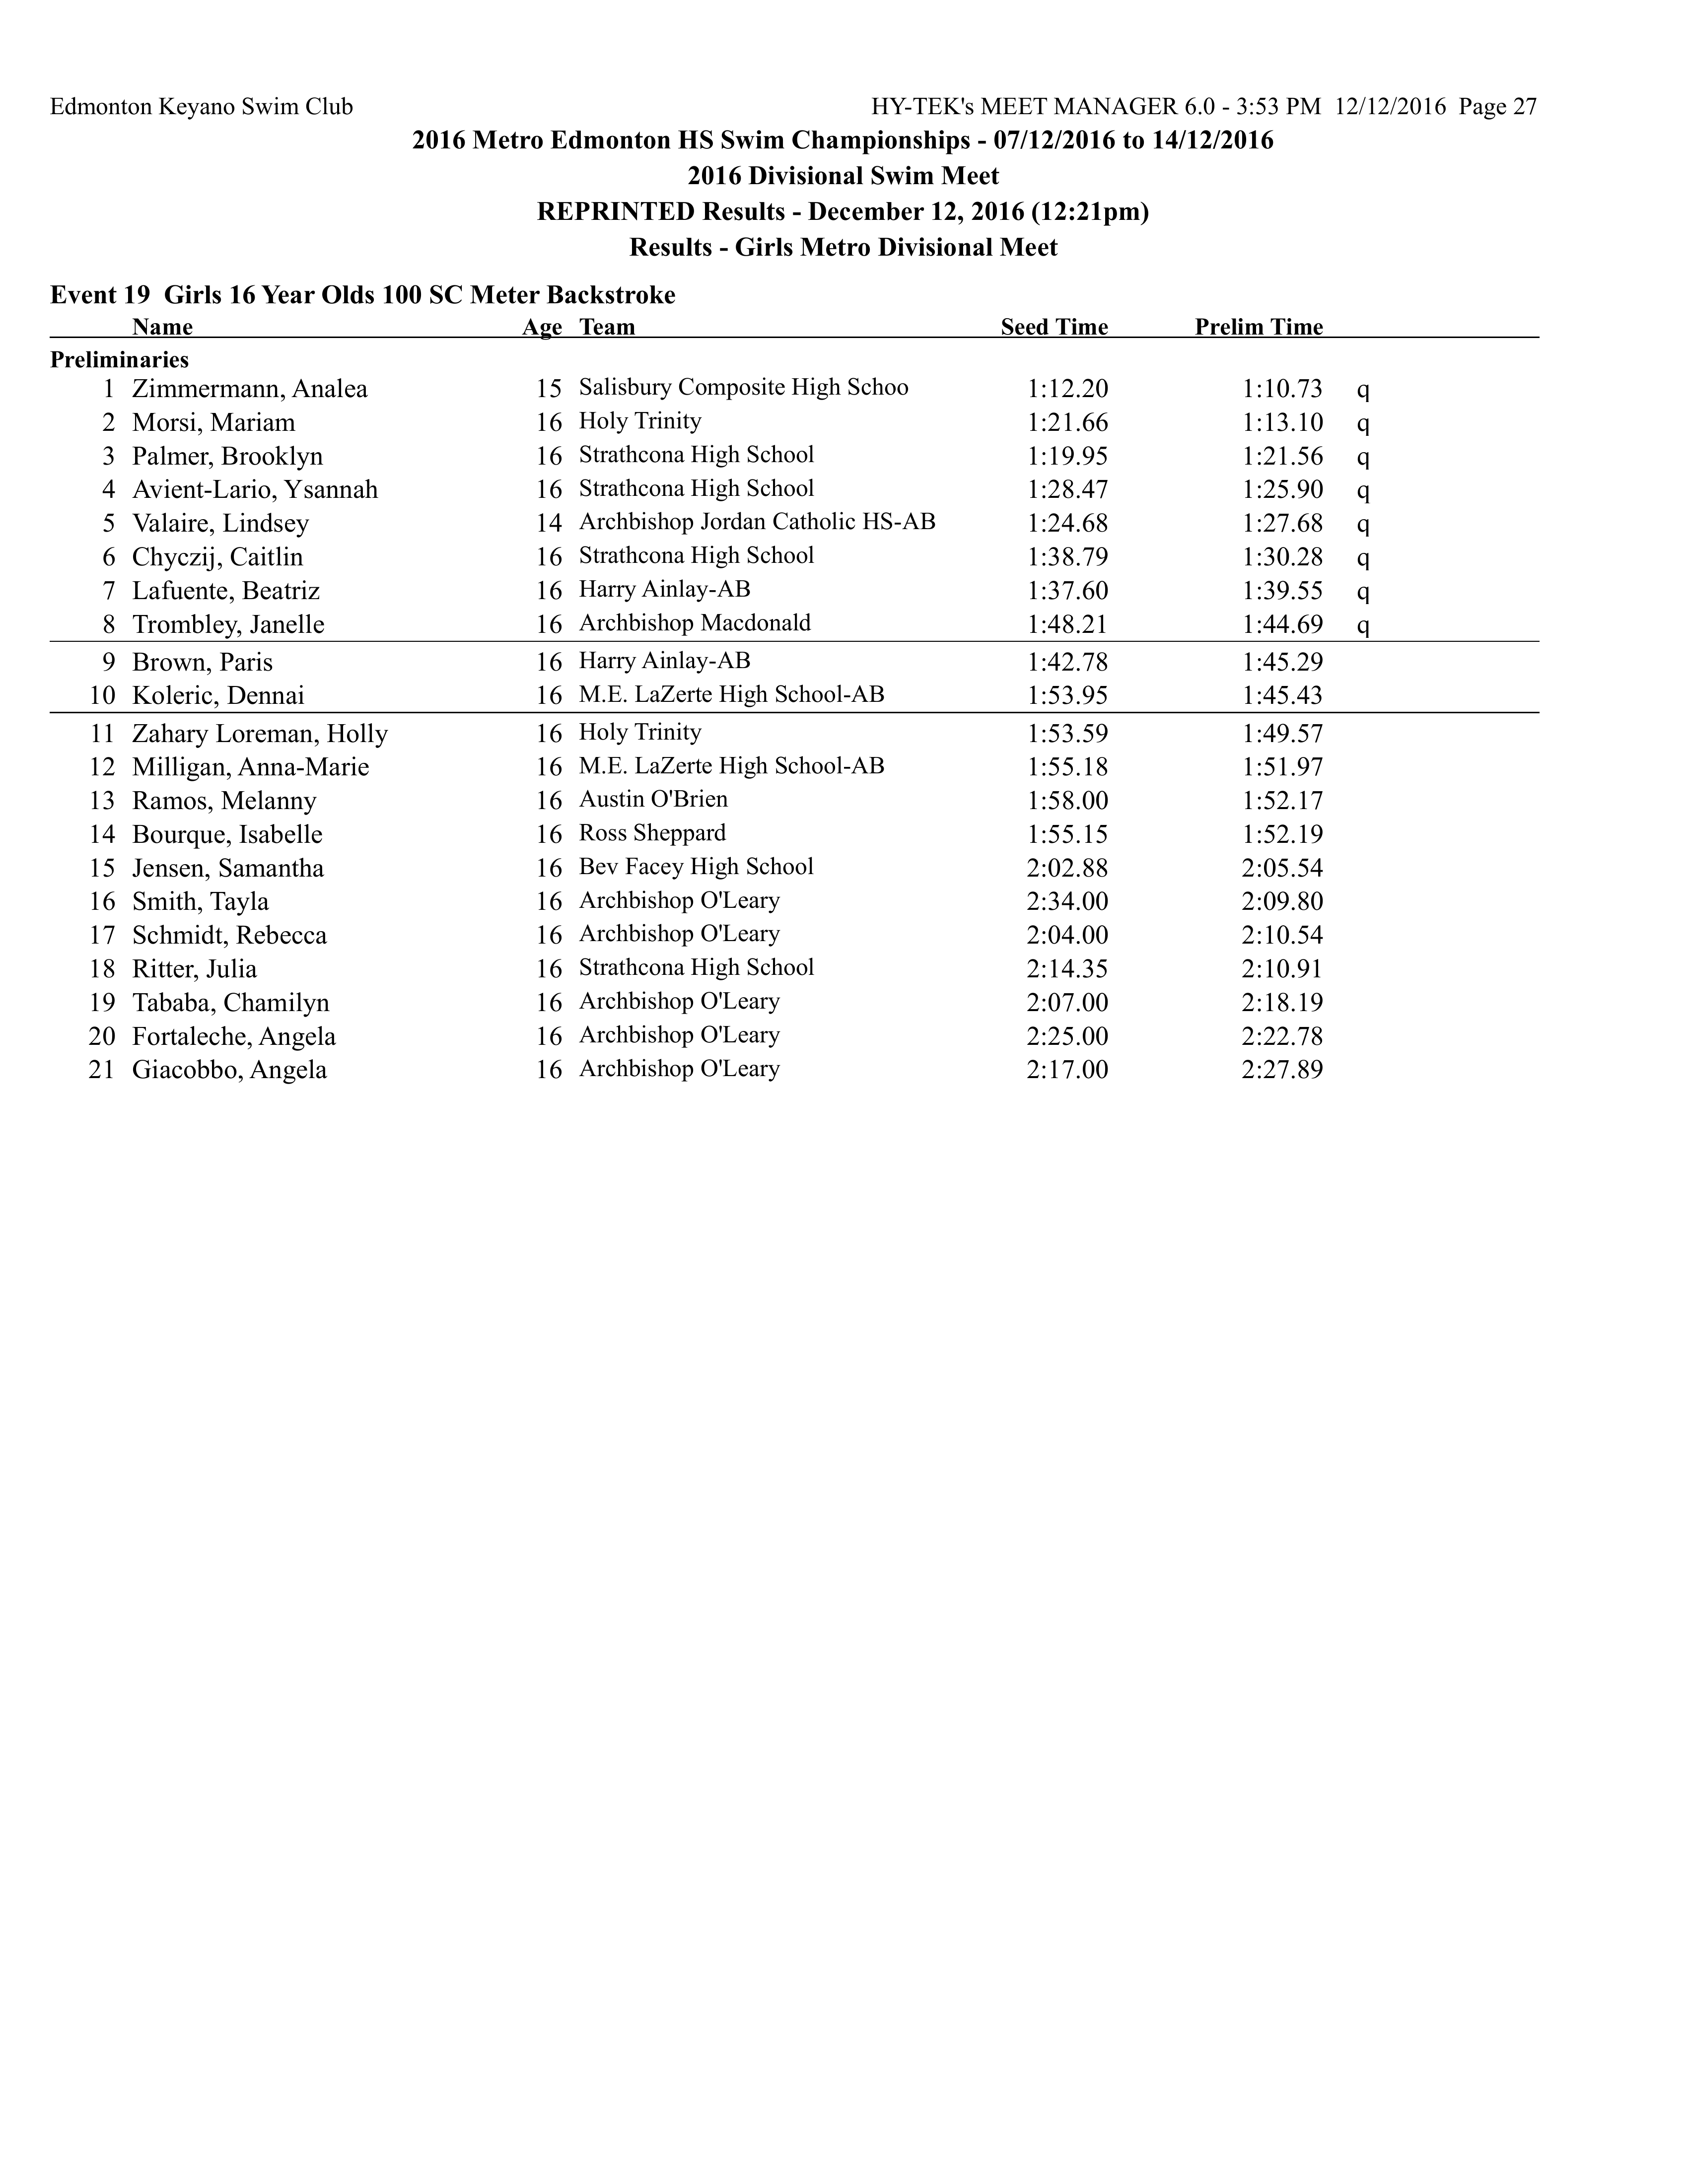 Edmonton Keyano Swim Club HY-TEK's MEET MANAGER 6.0 - 3:53 PM 12/12/2016 Page 27
2016 Metro Edmonton HS Swim Championships - 07/12/2016 to 14/12/2016
2016 Divisional Swim Meet
REPRINTED Results - December 12, 2016 (12:21pm)
Results - Girls Metro Divisional Meet
Event 19 Girls 16 Year Olds 100 SC Meter Backstroke
Name Age Team Seed Time Prelim Time
Preliminaries
1 Zimmermann, Analea 15 Salisbury Composite High Schoo 1:12.20 1:10.73 q
2 Morsi, Mariam 16 Holy Trinity 1:21.66 1:13.10 q
3 Palmer, Brooklyn 16 Strathcona High School 1:19.95 1:21.56 q
4 Avient-Lario, Ysannah 16 Strathcona High School 1:28.47 1:25.90 q
5 Valaire, Lindsey 14 Archbishop Jordan Catholic HS-AB 1:24.68 1:27.68 q
6 Chyczij, Caitlin 16 Strathcona High School 1:38.79 1:30.28 q
7 Lafuente, Beatriz 16 Harry Ainlay-AB 1:37.60 1:39.55 q
8 Trombley, Janelle 16 Archbishop Macdonald 1:48.21 1:44.69 q
9 Brown, Paris 16 Harry Ainlay-AB 1:42.78 1:45.29
10 Koleric, Dennai 16 M.E. LaZerte High School-AB 1:53.95 1:45.43
11 Zahary Loreman, Holly 16 Holy Trinity 1:53.59 1:49.57
12 Milligan, Anna-Marie 16 M.E. LaZerte High School-AB 1:55.18 1:51.97
13 Ramos, Melanny 16 Austin O'Brien 1:58.00 1:52.17
14 Bourque, Isabelle 16 Ross Sheppard 1:55.15 1:52.19
15 Jensen, Samantha 16 Bev Facey High School 2:02.88 2:05.54
16 Smith, Tayla 16 Archbishop O'Leary 2:34.00 2:09.80
17 Schmidt, Rebecca 16 Archbishop O'Leary 2:04.00 2:10.54
18 Ritter, Julia 16 Strathcona High School 2:14.35 2:10.91
19 Tababa, Chamilyn 16 Archbishop O'Leary 2:07.00 2:18.19
20 Fortaleche, Angela 16 Archbishop O'Leary 2:25.00 2:22.78
21 Giacobbo, Angela 16 Archbishop O'Leary 2:17.00 2:27.89